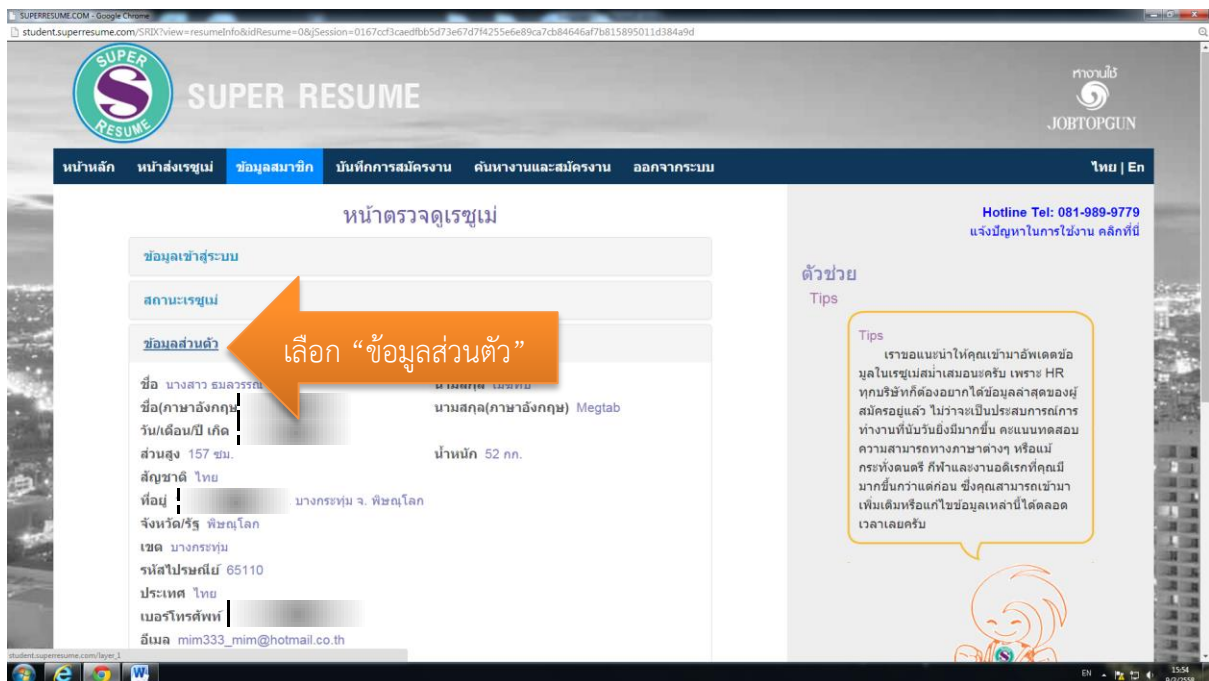 SUPERRESUME.COM - Google Chrome
student.superresume.com/SRIX?view=resumeInfo&idResume=0&jSession=0167ccf3caedfbb5d73e67d7f4255e6e89ca7cb84646af7b815895011d384a9d
SUPER
S
RESUME
SUPER RESUME
หางานใช้
JOBTOPGUN
หน้าหลัก หน้าส่งเรซูเม่ ข้อมูลสมาชิก บันทึกการสมัครงาน ค้นหางานและสมัครงาน ออกจากระบบ ไทย | En
หน้าตรวจดูเรซูเม่
ข้อมูลเข้าสู่ระบบ
สถานะเรซูเม่
ข้อมูลส่วนตัว
เลือก “ข้อมูลส่วนตัว”
ชื่อ นางสาว
นามสกุล
ชื่อ(ภาษาอังกฤษ
นามสกุล(ภาษาอังกฤษ) Megtab
วัน/เดือน/ปี เกิด
ส่วนสูง 157 ซม. น้ำหนัก 52 กก.
สัญชาติ ไทย
ที่อยู่ บางกระทุ่ม จ. พิษณุโลก
จังหวัด/รัฐ พิษณุโลก
เขต บางกระทุ่ม
รหัสไปรษณีย์ 65110
ประเทศ ไทย
เบอร์โทรศัพท์
อีเมล mim333_mim@hotmail.co.th
Hotline Tel: 081-989-9779
แจ้งปัญหาในการใช้งาน คลิกที่นี่
ตัวช่วย
Tips
Tips
เราขอแนะนำให้คุณเข้ามาอัพเดตข้อ
มูลในเรซูเม่สม่ำเสมอนะครับ เพราะ HR
ทุกบริษัทก็ต้องอยากได้ข้อมูลล่าสุดของผู้
สมัครอยู่แล้ว ไม่ว่าจะเป็นประสบการณ์การ
ทำงานที่นับวันยิ่งมีมากขึ้น คะแนนทดสอบ
ความสามารถทางภาษาต่างๆ หรือแม้
กระทั่งดนตรี กีฬาและงานอดิเรกที่คุณมี
มากขึ้นกว่าแต่ก่อน ซึ่งคุณสามารถเข้ามา
เพิ่มเติมหรือแก้ไขข้อมูลเหล่านี้ได้ตลอด
เวลาเลยครับ
student.superresume.com/layer_1
EN
15:54
9/3/2558